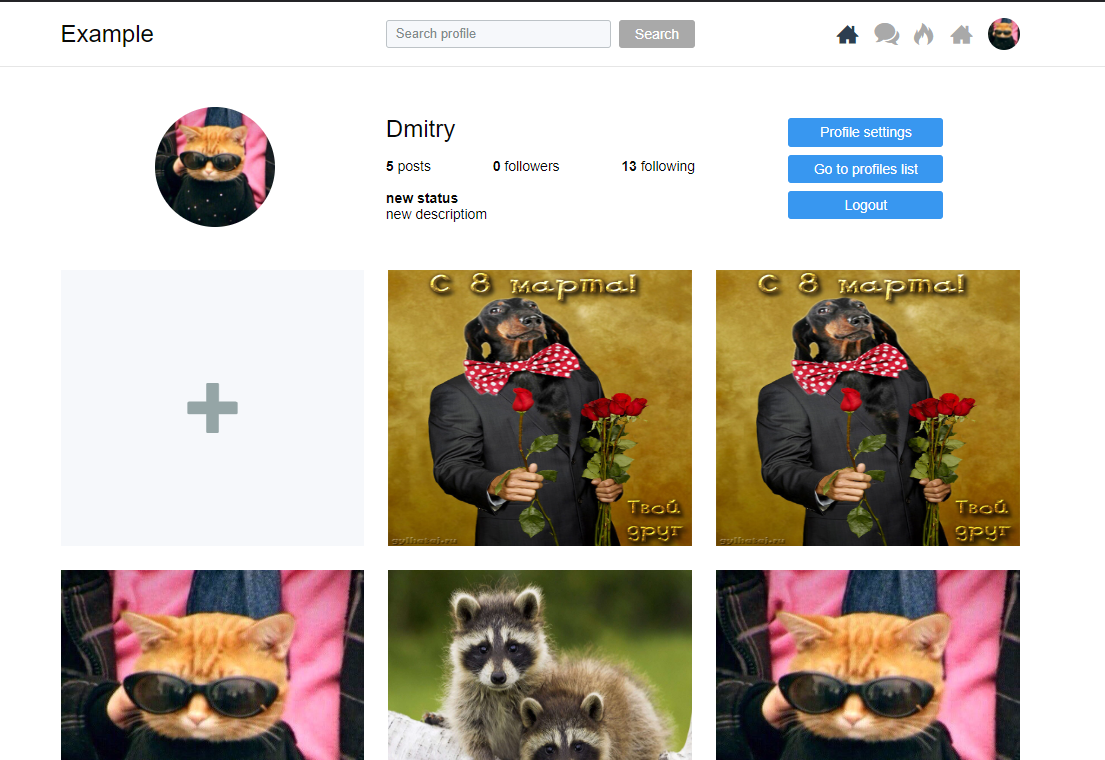 Example
Search profile
Search
Dmitry
5 posts
0 followers
13 following
new status
new descriptiom
Profile settings
Go to profiles list
Logout
С 8 марта!
Твой
друг
С 8 марта!
Твой
друг